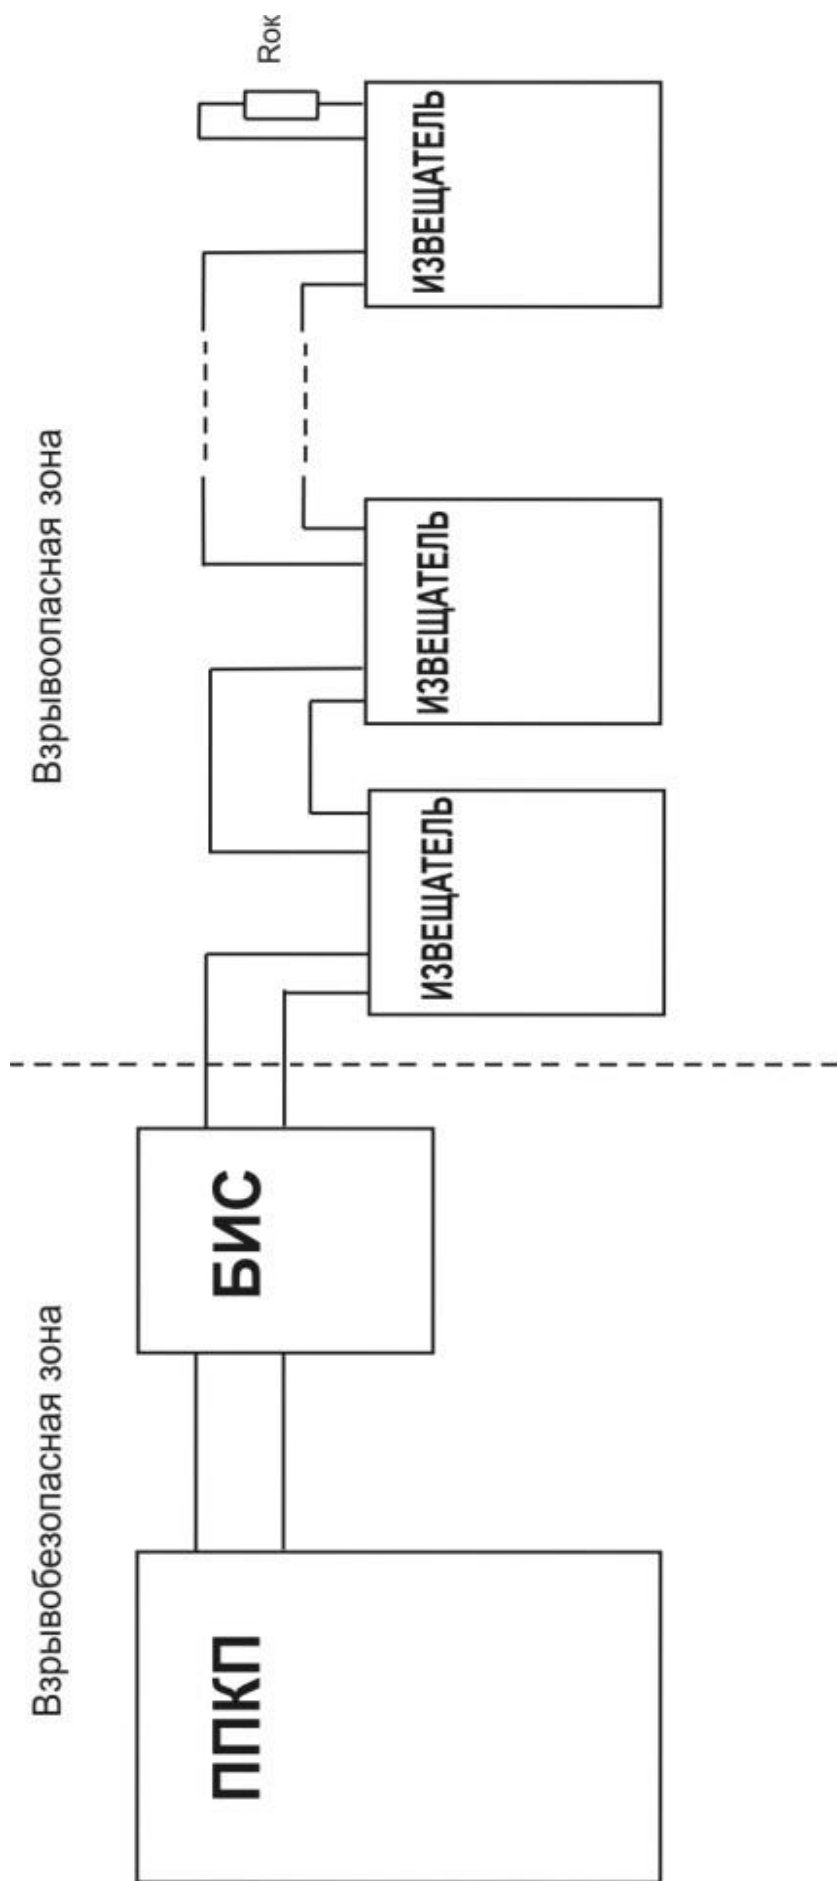 Взрывобезопасная зона
Взрывоопасная зона
ППКП
БИС
ИЗВЕЩАТЕЛЬ
ИЗВЕЩАТЕЛЬ
ИЗВЕЩАТЕЛЬ
Rок